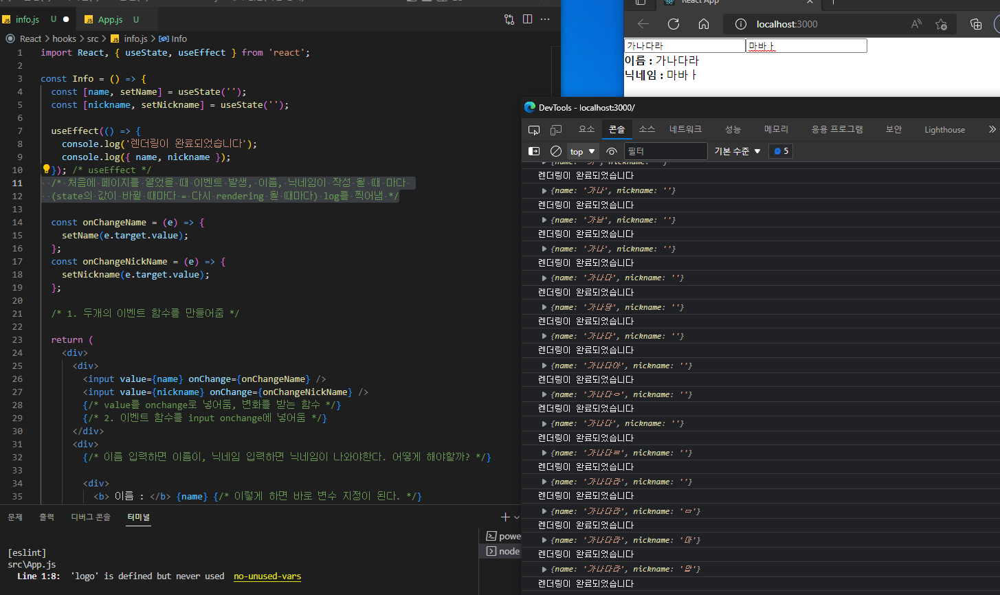 info.js U
App.js U
React > hooks > src > info.js > Info
1 import React, { useState, useEffect } from 'react';
2
3 const Info = () => {
4 const [name, setName] = useState('');
5 const [nickname, setNickname] = useState('');
6
7 useEffect(() => {
8 console.log('렌더링이 완료되었습니다');
9 console.log({ name, nickname });
10 }); /* useEffect */
11 /* 처음에 페이지를 열었을 때 이벤트 발생, 이름, 닉네임이 작성 될 때 마다
12 (state의 값이 바뀔 때마다 = 다시 rendering 될 때마다) log를 찍어냄 */
13
14 const onChangeName = (e) => {
15 setName(e.target.value);
16 };
17 const onChangeNickName = (e) => {
18 setNickname(e.target.value);
19 };
20
21 /* 1. 두개의 이벤트 함수를 만들어줌 */
22
23 return (
24 <div>
25 <div>
26 <input value={name} onChange={onChangeName} />
27 <input value={nickname} onChange={onChangeNickName} />
28 {/* value를 onchange로 넣어둠, 변화를 받는 함수 */}
29 {/* 2. 이벤트 함수를 input onchange에 넣어둠 */}
30 </div>
31 <div>
32 {/* 이름 입력하면 이름이, 닉네임 입력하면 닉네임이 나와야한다. 어떻게 해야할까? */}
33
34 <div>
35 <b> 이름 : </b> {name} {/* 이렇게 하면 바로 변수 지정이 된다. */}
문제 출력 디버그 콘솔 터미널
powe
node
[eslint]
src\App.js
Line 1:8: 'logo' is defined but never used no-unused-vars
React App
localhost:3000
가나다라 마바ㅏ
이름 : 가나다라
닉네임 : 마바ㅏ
DevTools - localhost:3000/
요소 콘솔 소스 네트워크 성능 메모리 응용 프로그램 보안 Lighthouse
top 필터 기본 수준 5
렌더링이 완료되었습니다
{name: '가나', nickname: ''}
렌더링이 완료되었습니다
{name: '가낟', nickname: ''}
렌더링이 완료되었습니다
{name: '가나', nickname: ''}
렌더링이 완료되었습니다
{name: '가나다', nickname: ''}
렌더링이 완료되었습니다
{name: '가나당', nickname: ''}
렌더링이 완료되었습니다
{name: '가나다', nickname: ''}
렌더링이 완료되었습니다
{name: '가나다아', nickname: ''}
렌더링이 완료되었습니다
{name: '가나다ㅇ', nickname: ''}
렌더링이 완료되었습니다
{name: '가나다', nickname: ''}
렌더링이 완료되었습니다
{name: '가나다ㄹ', nickname: ''}
렌더링이 완료되었습니다
{name: '가나다라', nickname: ''}
렌더링이 완료되었습니다
{name: '가나다라', nickname: 'ㅁ'}
렌더링이 완료되었습니다
{name: '가나다라', nickname: '마'}
렌더링이 완료되었습니다
{name: '가나다라', nickname: '맙'}
렌더링이 완료되었습니다